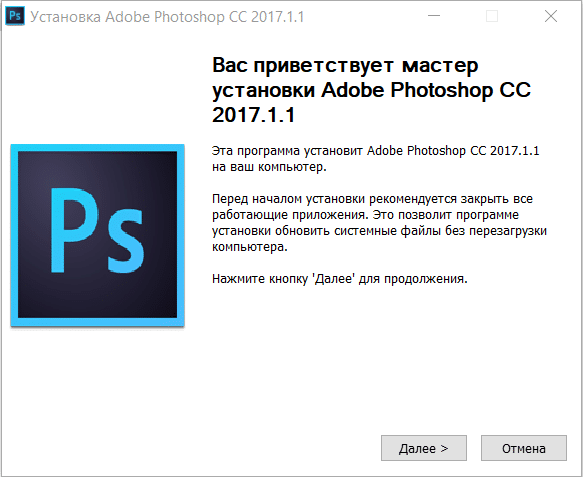 Ps Установка Adobe Photoshop CC 2017.1.1
Вас приветствует мастер
установки Adobe Photoshop CC
2017.1.1
Эта программа установит Adobe Photoshop CC 2017.1.1
на ваш компьютер.
Перед началом установки рекомендуется закрыть все
работающие приложения. Это позволит программе
установки обновить системные файлы без перезагрузки
компьютера.
Нажмите кнопку 'Далее' для продолжения.
Ps
Далее >
Отмена